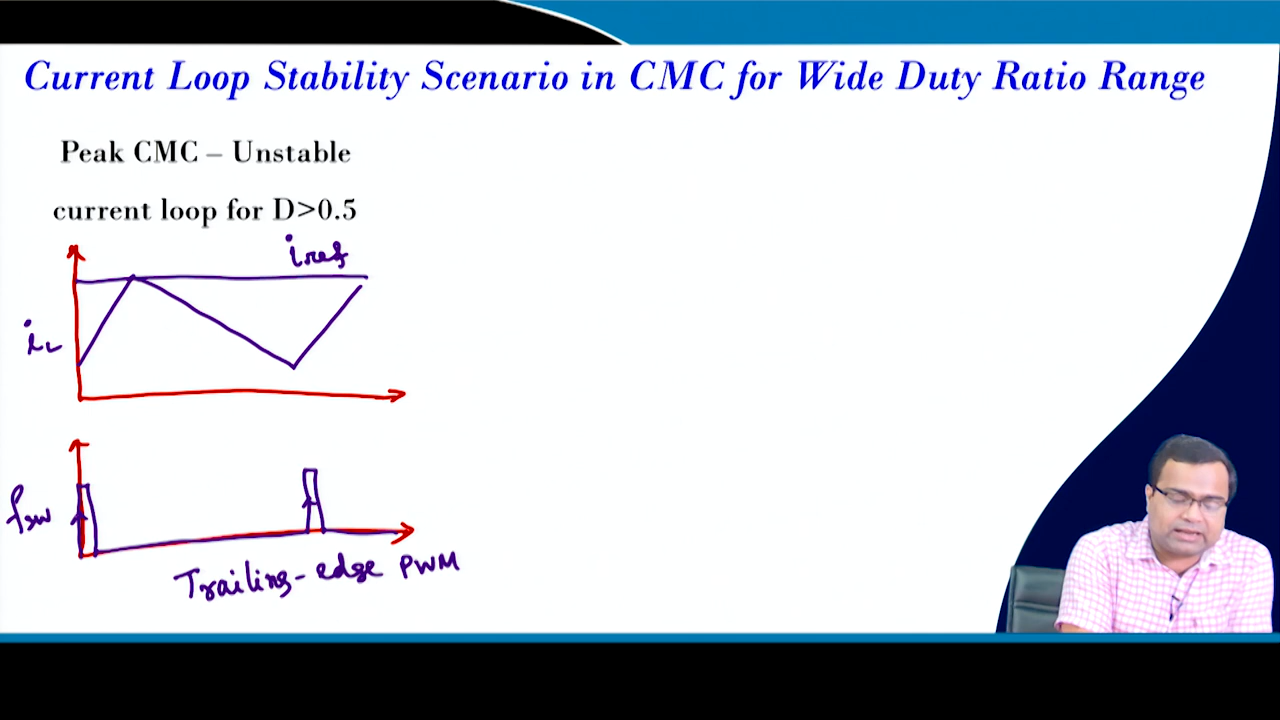 Current Loop Stability Scenario in CMC for Wide Duty Ratio Range
Peak CMC – Unstable
current loop for D>0.5
iref
iL
fsw
Trailing-edge PWM